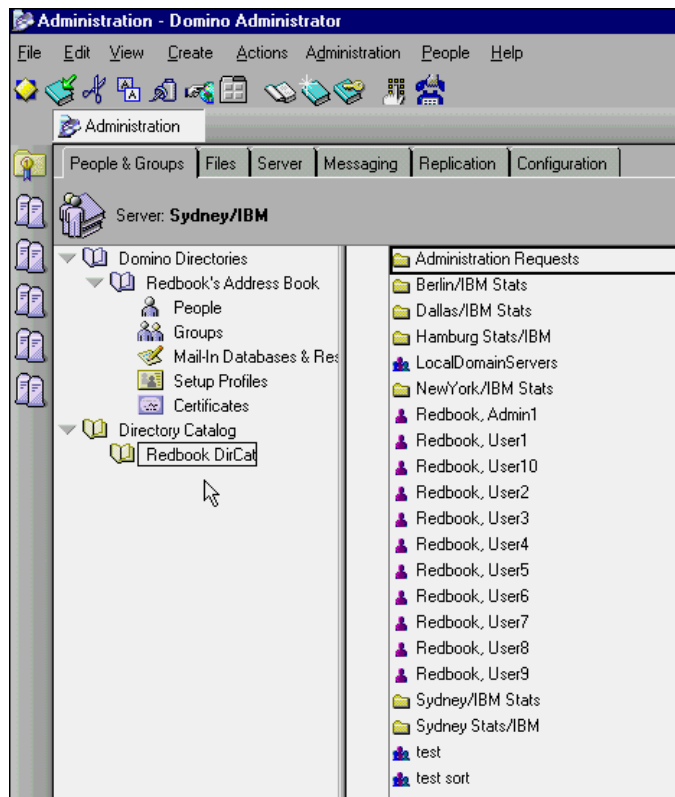 Administration - Domino Administrator
File Edit View Create Actions Administration People Help
Administration
People & Groups Files Server Messaging Replication Configuration
Server: Sydney/IBM
Domino Directories
Redbook's Address Book
People
Groups
Mail-In Databases & Res
Setup Profiles
Certificates
Directory Catalog
Redbook DirCat
Administration Requests
Berlin/IBM Stats
Dallas/IBM Stats
Hamburg Stats/IBM
LocalDomainServers
NewYork/IBM Stats
Redbook, Admin1
Redbook, User1
Redbook, User10
Redbook, User2
Redbook, User3
Redbook, User4
Redbook, User5
Redbook, User6
Redbook, User7
Redbook, User8
Redbook, User9
Sydney/IBM Stats
Sydney Stats/IBM
test
test sort